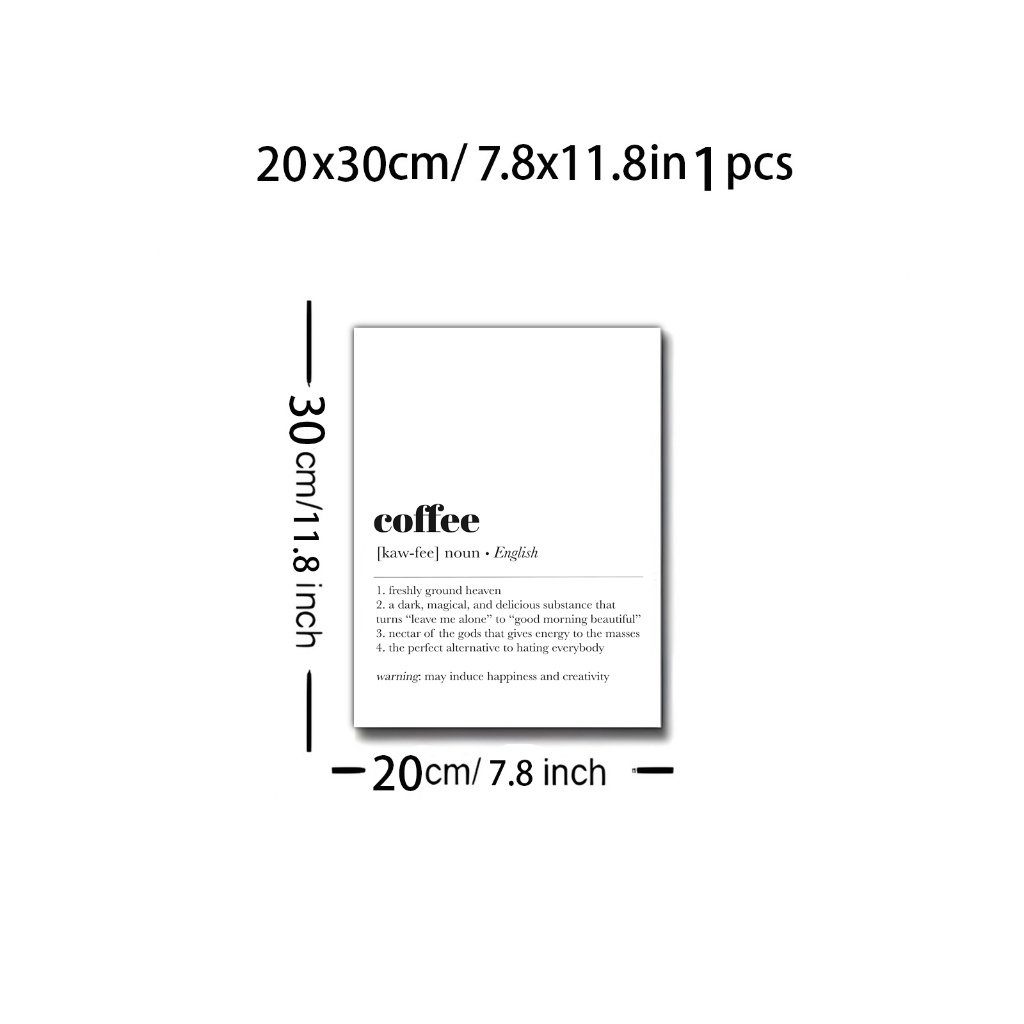 20x30cm/ 7.8x11.8in 1 pcs
30cm/11.8 inch
coffee
[kaw-fee] noun • English
1. freshly ground heaven
2. a dark, magical, and delicious substance that
turns “leave me alone” to “good morning beautiful”
3. nectar of the gods that gives energy to the masses
4. the perfect alternative to hating everybody
warning: may induce happiness and creativity
20cm/ 7.8 inch